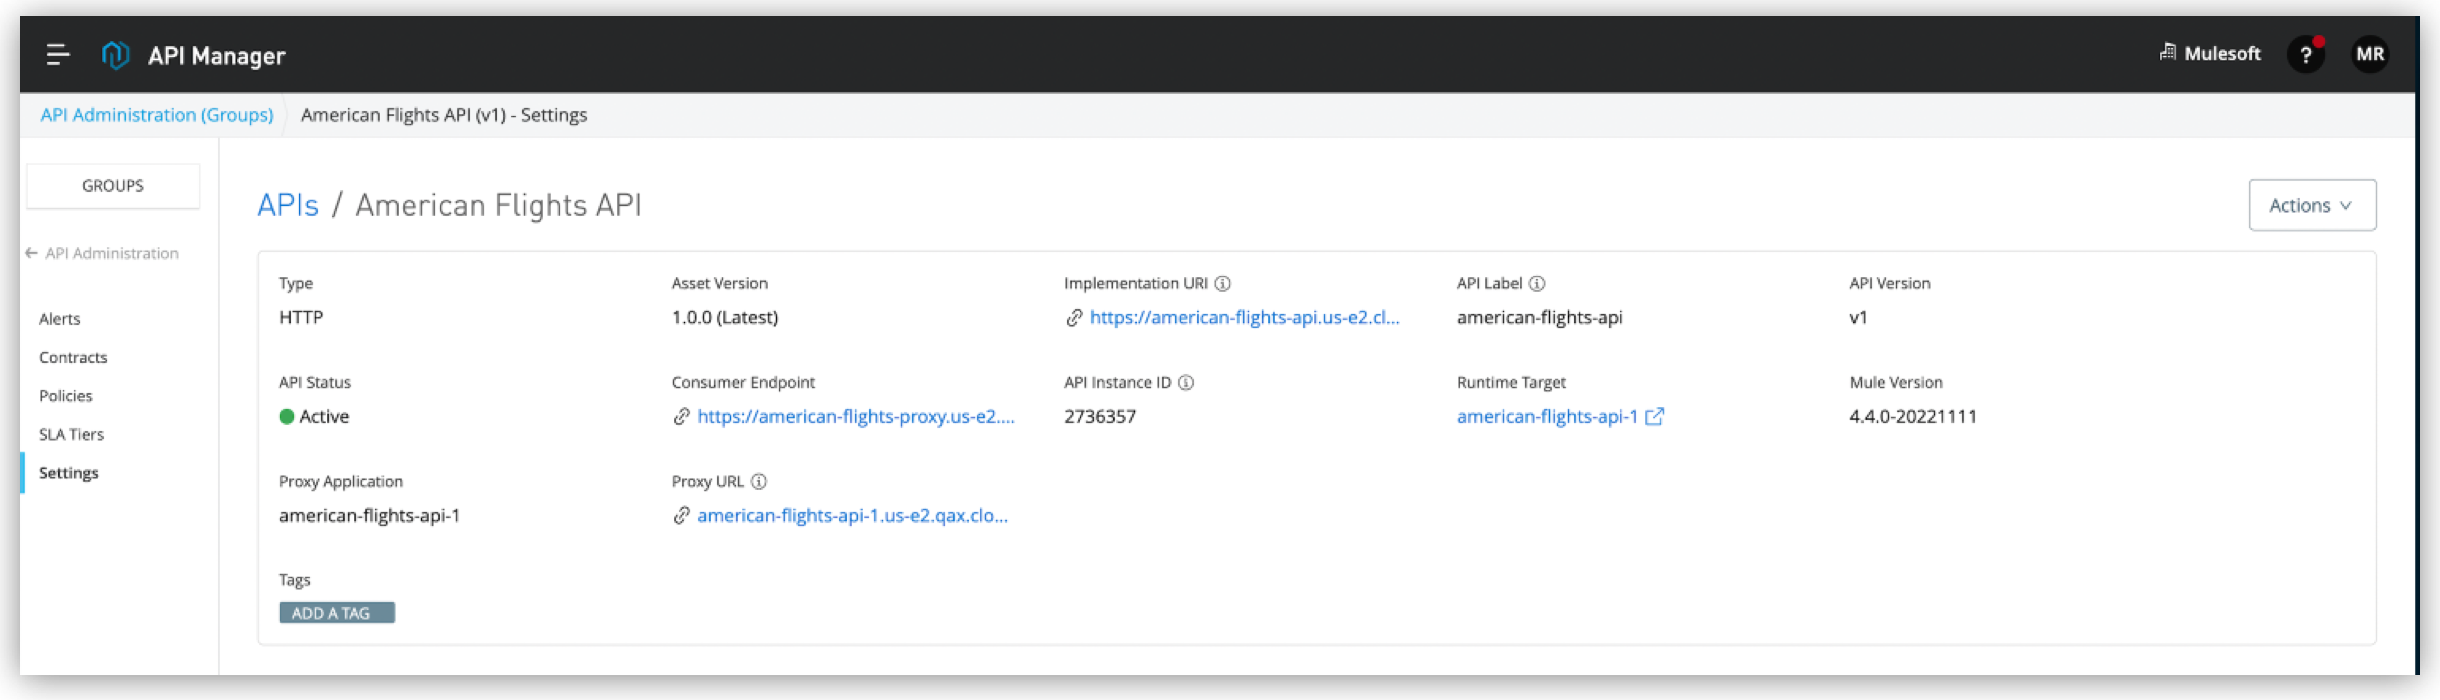 API Manager
Mulesoft
?
MR
API Administration (Groups)
American Flights API (v1) - Settings
GROUPS
API Administration
Alerts
Contracts
Policies
SLA Tiers
Settings
APIs / American Flights API
Actions
Type
HTTP
Asset Version
1.0.0 (Latest)
Implementation URI
https://american-flights-api.us-e2.cl...
API Label
american-flights-api
API Version
v1
API Status
Active
Consumer Endpoint
https://american-flights-proxy.us-e2....
API Instance ID
2736357
Runtime Target
american-flights-api-1
Mule Version
4.4.0-20221111
Proxy Application
american-flights-api-1
Proxy URL
american-flights-api-1.us-e2.qax.clo...
Tags
ADD A TAG